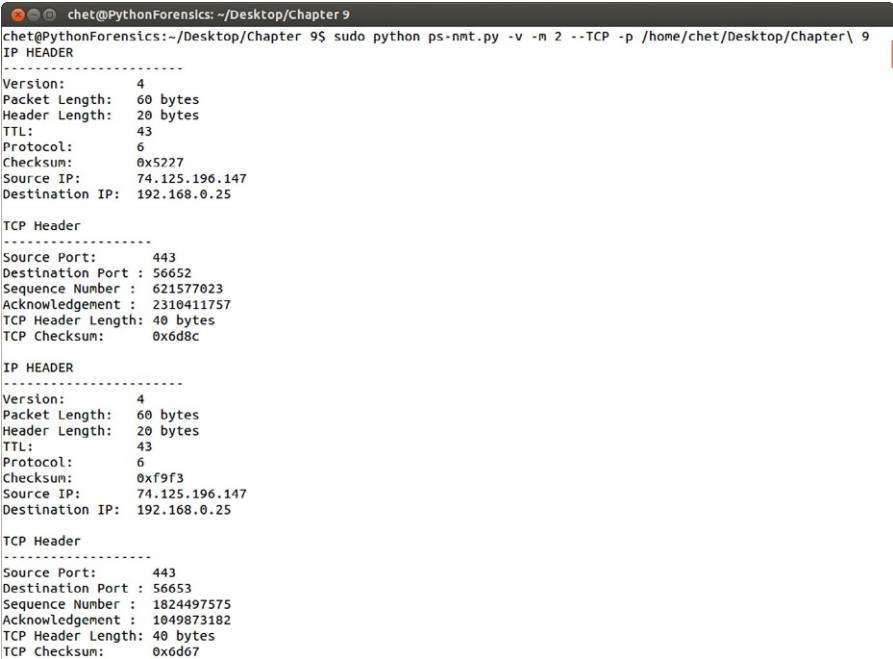 chet@PythonForensics: ~/Desktop/Chapter 9
chet@PythonForensics:~/Desktop/Chapter 9$ sudo python ps-nmt.py -v -m 2 --TCP -p /home/chet/Desktop/Chapter\ 9
IP HEADER
------------------------
Version:         4
Packet Length:   60 bytes
Header Length:   20 bytes
TTL:             43
Protocol:        6
Checksum:        0x5227
Source IP:       74.125.196.147
Destination IP:  192.168.0.25
TCP Header
--------------------
Source Port:       443
Destination Port : 56652
Sequence Number :  621577023
Acknowledgement :  2310411757
TCP Header Length: 40 bytes
TCP Checksum:      0x6d8c
IP HEADER
------------------------
Version:         4
Packet Length:   60 bytes
Header Length:   20 bytes
TTL:             43
Protocol:        6
Checksum:        0xf9f3
Source IP:       74.125.196.147
Destination IP:  192.168.0.25
TCP Header
--------------------
Source Port:       443
Destination Port : 56653
Sequence Number :  1824497575
Acknowledgement :  1049873182
TCP Header Length: 40 bytes
TCP Checksum:      0x6d67